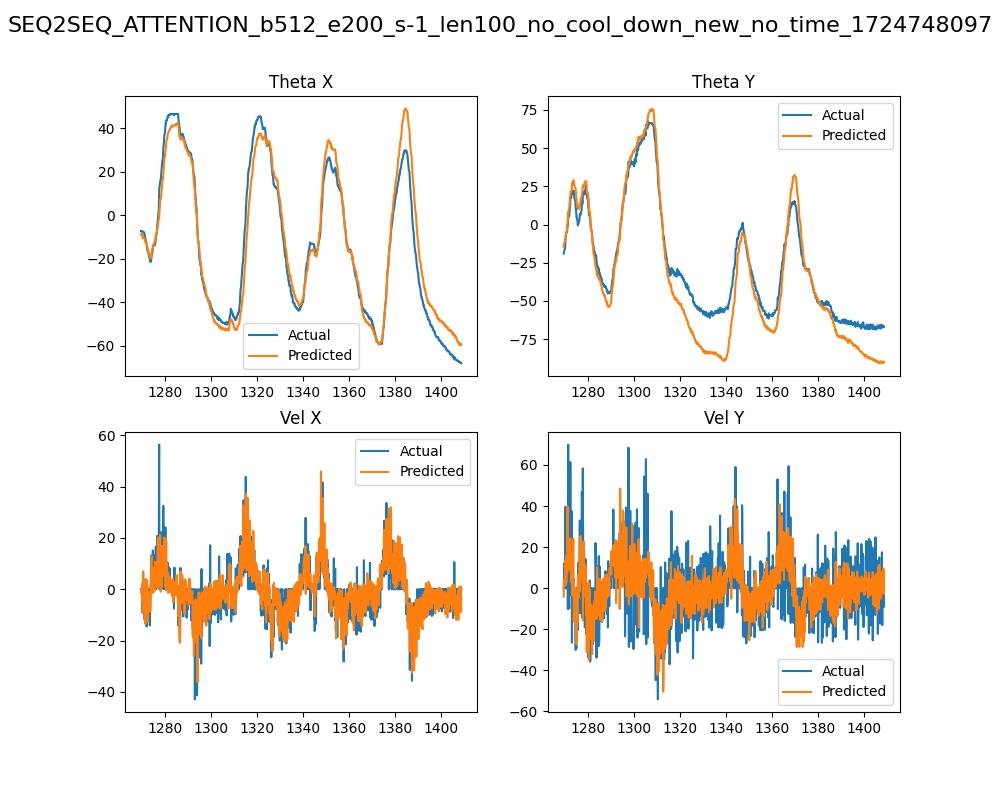 SEQ2SEQ_ATTENTION_b512_e200_s-1_len100_no_cool_down_new_no_time_1724748097
Theta X
40
20
0
−20
−40
−60
Actual
Predicted
1280 1300 1320 1340 1360 1380 1400
Theta Y
75
50
25
0
−25
−50
−75
Actual
Predicted
1280 1300 1320 1340 1360 1380 1400
Vel X
60
40
20
0
−20
−40
Actual
Predicted
1280 1300 1320 1340 1360 1380 1400
Vel Y
60
40
20
0
−20
−40
−60
Actual
Predicted
1280 1300 1320 1340 1360 1380 1400